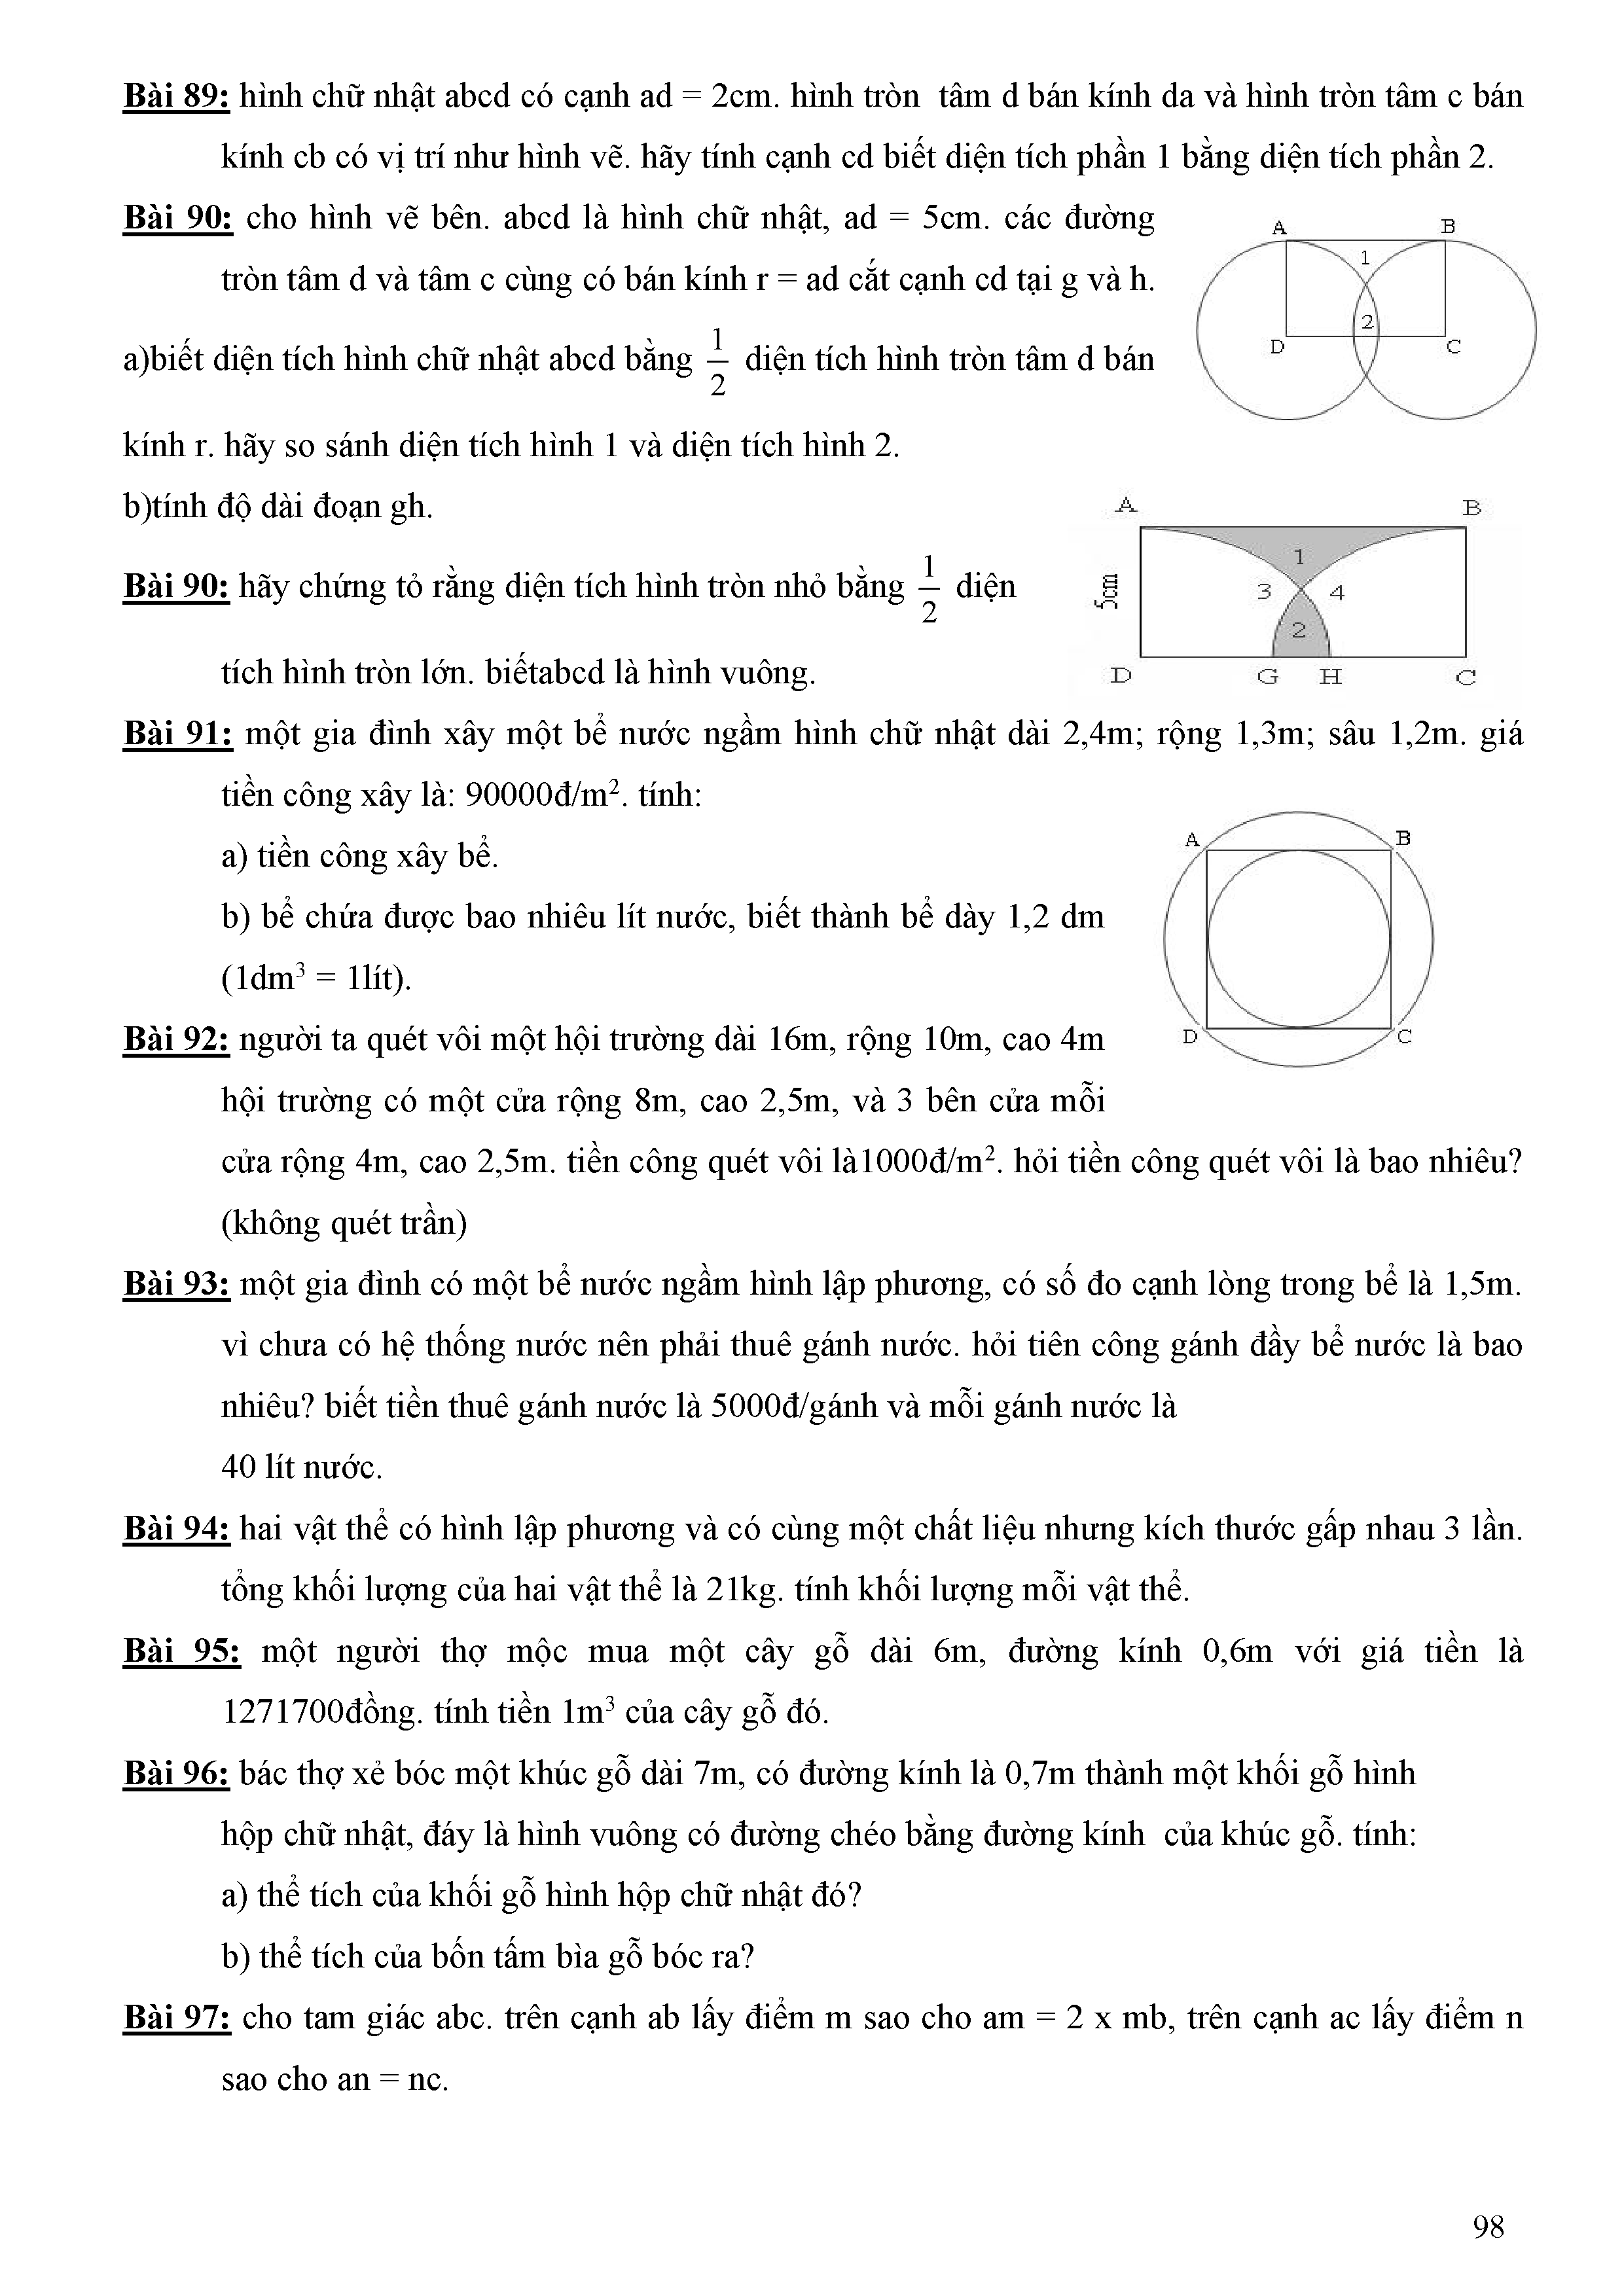 Bài 89: hình chữ nhật abcd có cạnh ad = 2cm. hình tròn tâm d bán kính da và hình tròn tâm c bán
kính cb có vị trí như hình vẽ. hãy tính cạnh cd biết diện tích phần 1 bằng diện tích phần 2.
Bài 90: cho hình vẽ bên. abcd là hình chữ nhật, ad = 5cm. các đường
tròn tâm d và tâm c cùng có bán kính r = ad cắt cạnh cd tại g và h.
a)biết diện tích hình chữ nhật abcd bằng 1/2 diện tích hình tròn tâm d bán
kính r. hãy so sánh diện tích hình 1 và diện tích hình 2.
b)tính độ dài đoạn gh.
A B
1
2
D C
A B
1
5cm 3 4
2
D G H C
Bài 90: hãy chứng tỏ rằng diện tích hình tròn nhỏ bằng 1/2 diện
tích hình tròn lớn. biếtabcd là hình vuông.
Bài 91: một gia đình xây một bể nước ngầm hình chữ nhật dài 2,4m; rộng 1,3m; sâu 1,2m. giá
tiền công xây là: 90000đ/m². tính:
a) tiền công xây bể.
b) bể chứa được bao nhiêu lít nước, biết thành bể dày 1,2 dm
(1dm³ = 1lít).
A B
D C
Bài 92: người ta quét vôi một hội trường dài 16m, rộng 10m, cao 4m
hội trường có một cửa rộng 8m, cao 2,5m, và 3 bên cửa mỗi
cửa rộng 4m, cao 2,5m. tiền công quét vôi là1000đ/m². hỏi tiền công quét vôi là bao nhiêu?
(không quét trần)
Bài 93: một gia đình có một bể nước ngầm hình lập phương, có số đo cạnh lòng trong bể là 1,5m.
vì chưa có hệ thống nước nên phải thuê gánh nước. hỏi tiên công gánh đầy bể nước là bao
nhiêu? biết tiền thuê gánh nước là 5000đ/gánh và mỗi gánh nước là
40 lít nước.
Bài 94: hai vật thể có hình lập phương và có cùng một chất liệu nhưng kích thước gấp nhau 3 lần.
tổng khối lượng của hai vật thể là 21kg. tính khối lượng mỗi vật thể.
Bài 95: một người thợ mộc mua một cây gỗ dài 6m, đường kính 0,6m với giá tiền là
1271700đồng. tính tiền 1m³ của cây gỗ đó.
Bài 96: bác thợ xẻ bóc một khúc gỗ dài 7m, có đường kính là 0,7m thành một khối gỗ hình
hộp chữ nhật, đáy là hình vuông có đường chéo bằng đường kính của khúc gỗ. tính:
a) thể tích của khối gỗ hình hộp chữ nhật đó?
b) thể tích của bốn tấm bìa gỗ bóc ra?
Bài 97: cho tam giác abc. trên cạnh ab lấy điểm m sao cho am = 2 x mb, trên cạnh ac lấy điểm n
sao cho an = nc.
98